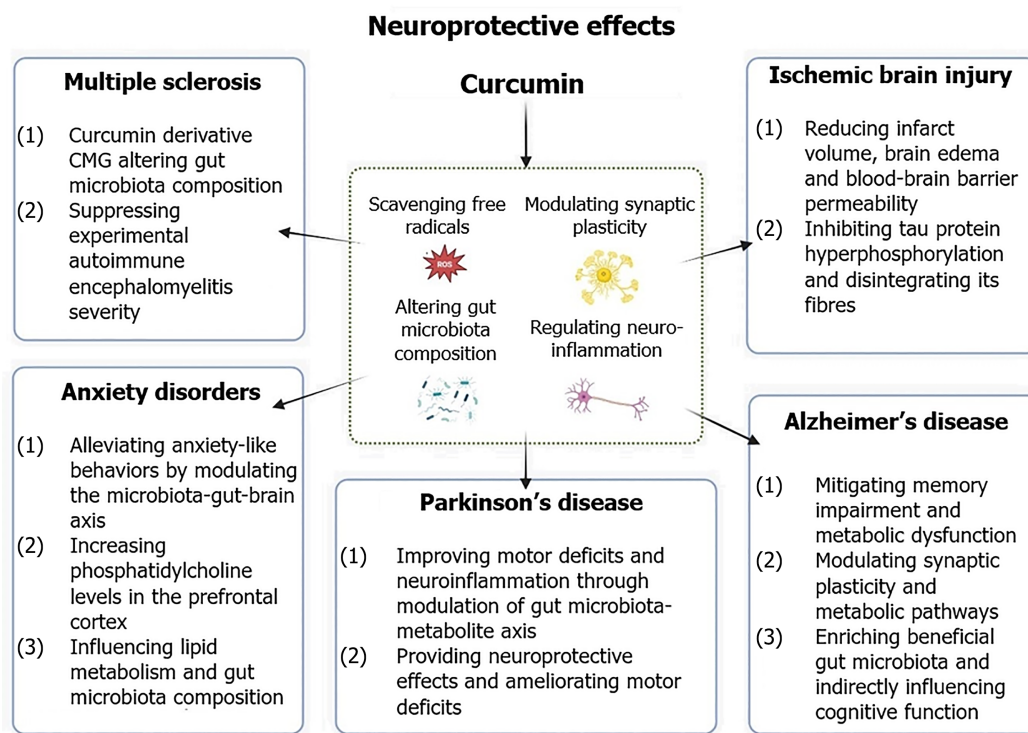 Neuroprotective effects
Curcumin
Multiple sclerosis
(1) Curcumin derivative
CMG altering gut
microbiota composition
(2) Suppressing
experimental
autoimmune
encephalomyelitis
severity
Scavenging free
radicals
ROS
Modulating synaptic
plasticity
Altering gut
microbiota
composition
Regulating neuro-
inflammation
Ischemic brain injury
(1) Reducing infarct
volume, brain edema
and blood-brain barrier
permeability
(2) Inhibiting tau protein
hyperphosphorylation
and disintegrating its
fibres
Anxiety disorders
(1) Alleviating anxiety-like
behaviors by modulating
the microbiota-gut-brain
axis
(2) Increasing
phosphatidylcholine
levels in the prefrontal
cortex
(3) Influencing lipid
metabolism and gut
microbiota composition
Parkinson's disease
(1) Improving motor deficits and
neuroinflammation through
modulation of gut microbiota-
metabolite axis
(2) Providing neuroprotective
effects and ameliorating motor
deficits
Alzheimer's disease
(1) Mitigating memory
impairment and
metabolic dysfunction
(2) Modulating synaptic
plasticity and
metabolic pathways
(3) Enriching beneficial
gut microbiota and
indirectly influencing
cognitive function